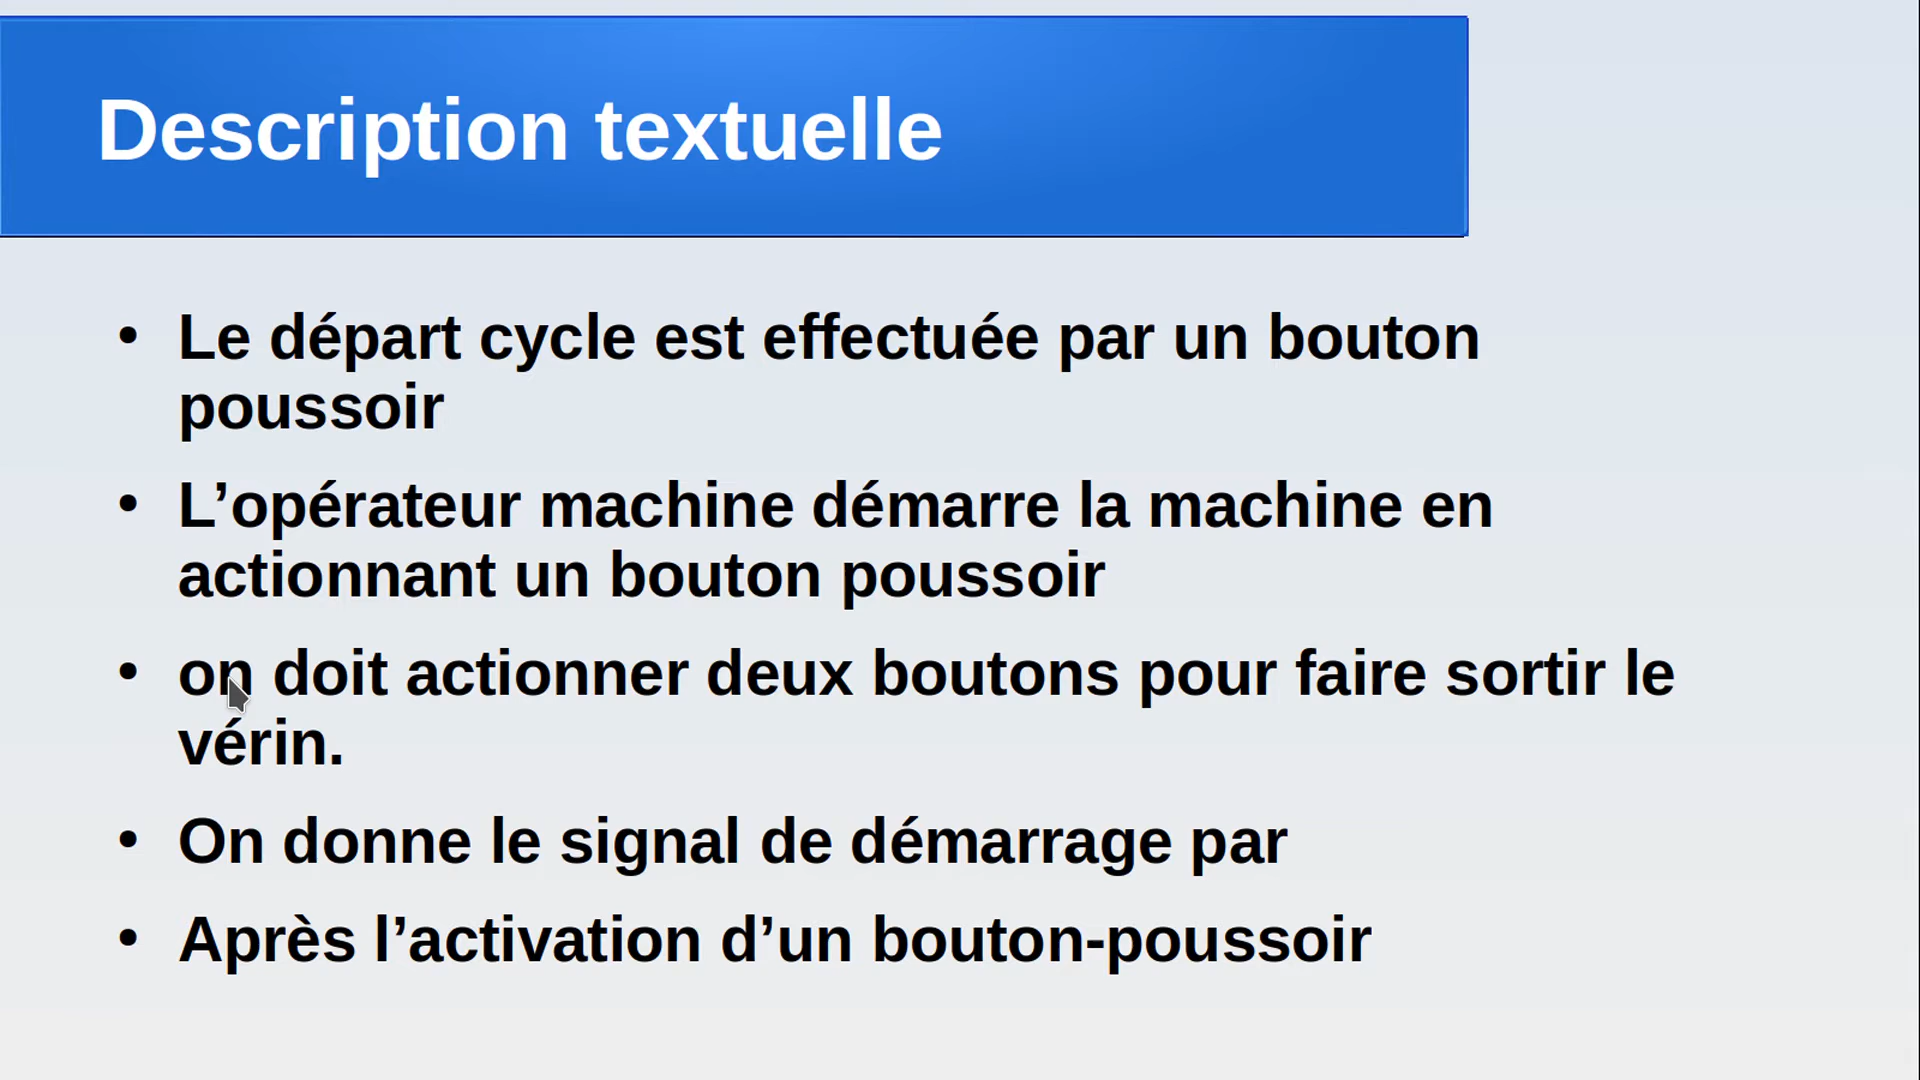 Description textuelle
• Le départ cycle est effectuée par un bouton
poussoir
• L’opérateur machine démarre la machine en
actionnant un bouton poussoir
• on doit actionner deux boutons pour faire sortir le
vérin.
• On donne le signal de démarrage par
• Après l’activation d’un bouton-poussoir